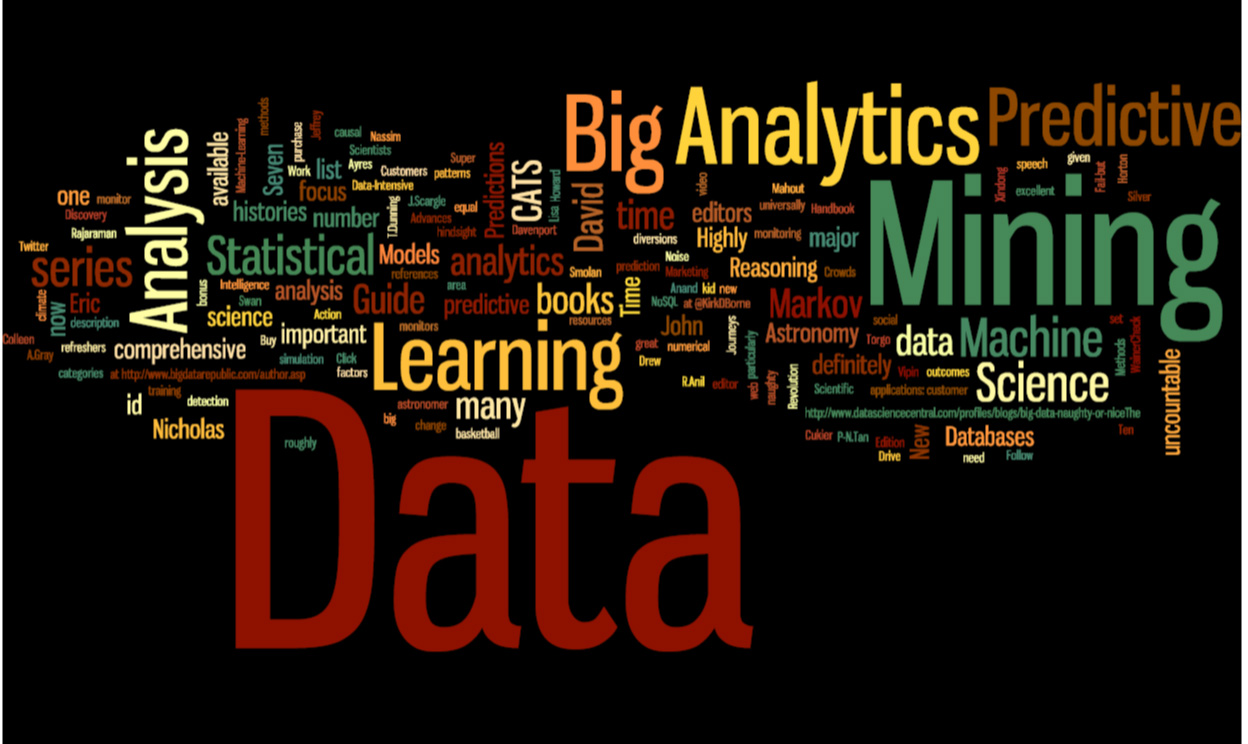 Big
Analytics
Predictive
Mining
Analysis
available
Machine-Learning
methods
Seven
purchase
Jeffrey
causal
Nassim
Scientists
Work
list
Ayres
Customers
Super
patterns
focus
Data-Intensive
Predictions
CATS
Lisa Howard
David
video
Mahout
speech
given
Xindong
excellent
Fail-but
Horton
Silver
one
monitor
Discovery
Rajaraman
histories
number
T.Dunning
J.Scargle
equal
Advances
hindsight
Davenport
time
editors
universally
Handbook
diversions
Highly
monitoring
major
Twitter
series
Statistical
Models
references
analytics
Smolan
Noise
prediction
Marketing
Reasoning
Crowds
bonus
Intelligence
Swan
analysis
Guide
area
predictive
books
Time
Anand
kid
new
NoSQL
at @KirkDBorne
Markov
climate
now
Eric
description
science
Action
resources
Colleen
A.Gray
refreshers
comprehensive
Buy
important
monitors
Learning
great
John
numerical
Journeys
Astronomy
social
Torgo
data
Machine
set
Methods
WainerCheck
categories
at http://www.bigdatarepublic.com/author.asp
simulation
Click
factors
Drew
R.Anil
editor
particularly
web
naughty
Revolution
definitely
Vipin
outcomes
Scientific
applications:
customer
Science
uncountable
training
id
detection
Nicholas
astronomer
many
big
change
basketball
roughly
http://www.datasciencecentral.com/profiles/blogs/big-data-naughty-or-niceThe
Cukier
P-N.Tan
Edition
New
Databases
Ten
Drive
need
Follow
Data